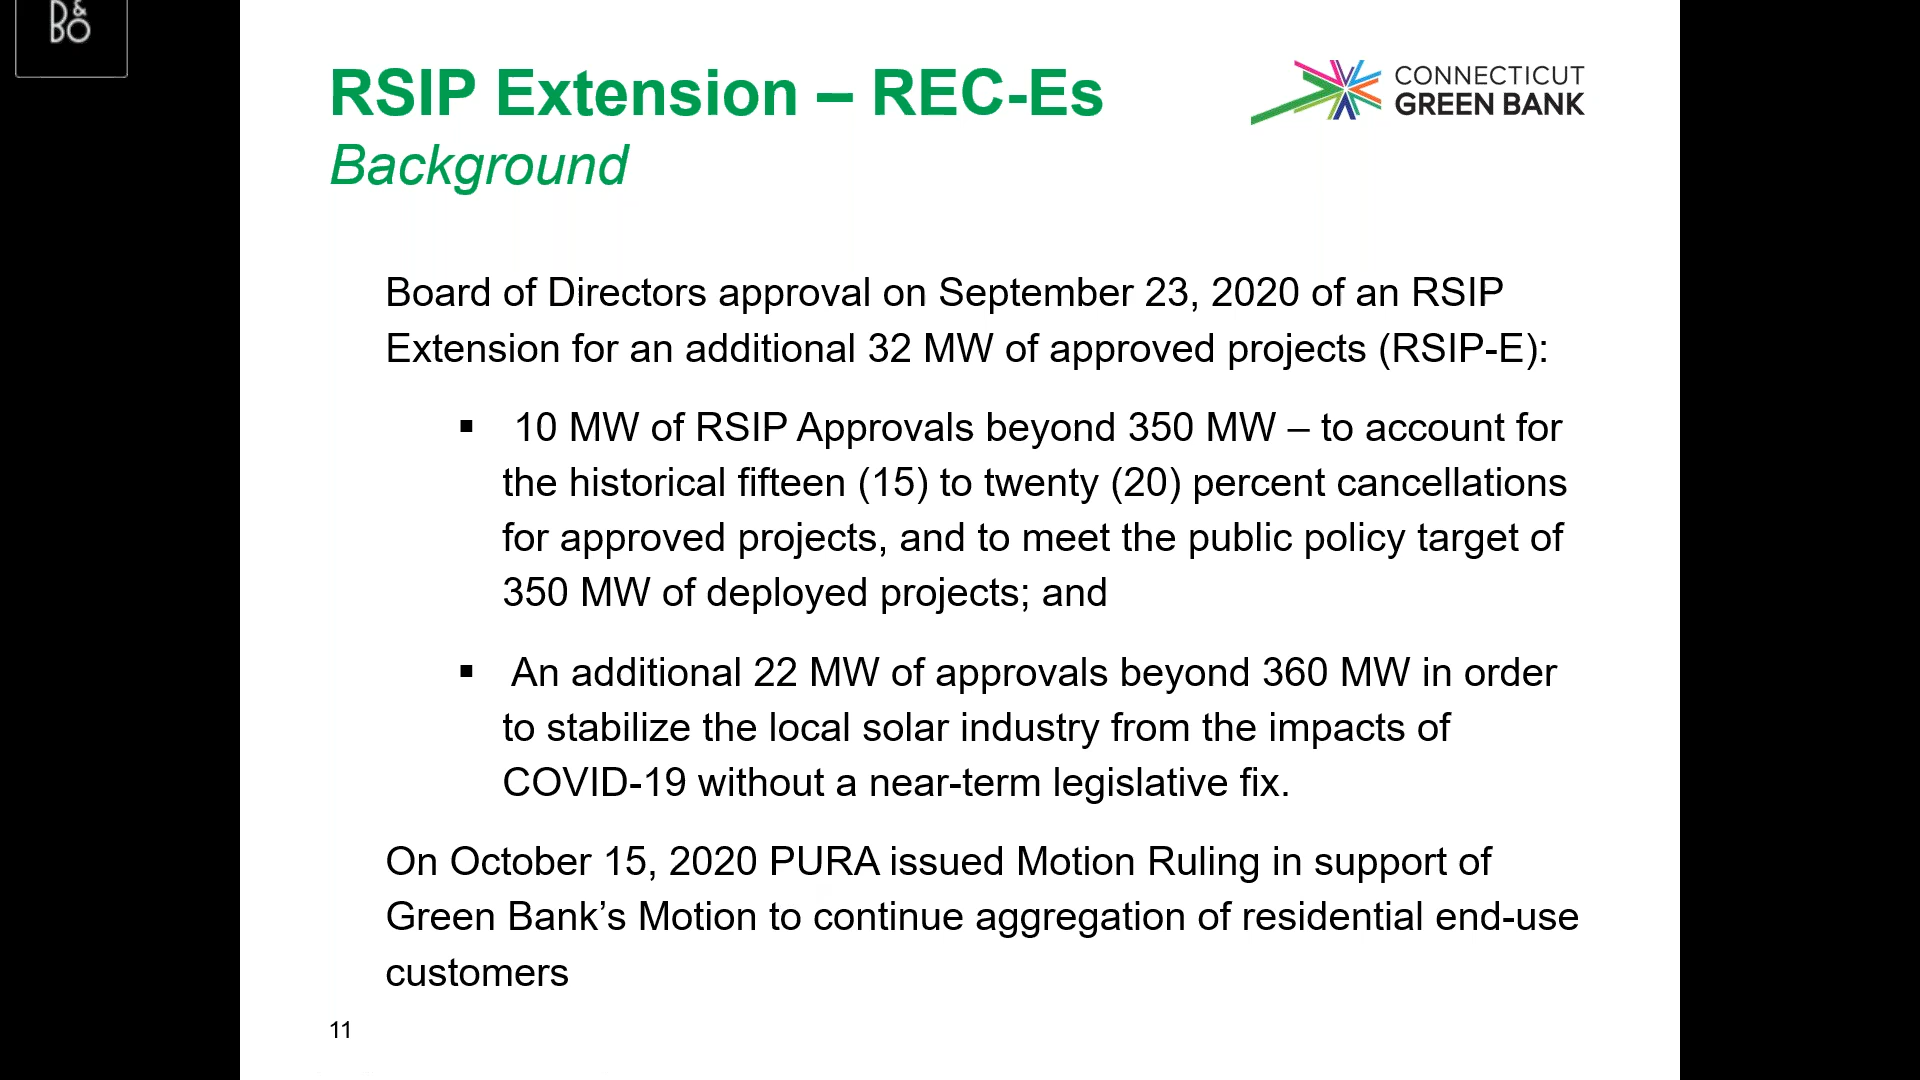 B&
BO
RSIP Extension – REC-Es
Background
CONNECTICUT
GREEN BANK
Board of Directors approval on September 23, 2020 of an RSIP
Extension for an additional 32 MW of approved projects (RSIP-E):
▪ 10 MW of RSIP Approvals beyond 350 MW – to account for
the historical fifteen (15) to twenty (20) percent cancellations
for approved projects, and to meet the public policy target of
350 MW of deployed projects; and
▪ An additional 22 MW of approvals beyond 360 MW in order
to stabilize the local solar industry from the impacts of
COVID-19 without a near-term legislative fix.
On October 15, 2020 PURA issued Motion Ruling in support of
Green Bank’s Motion to continue aggregation of residential end-use
customers
11